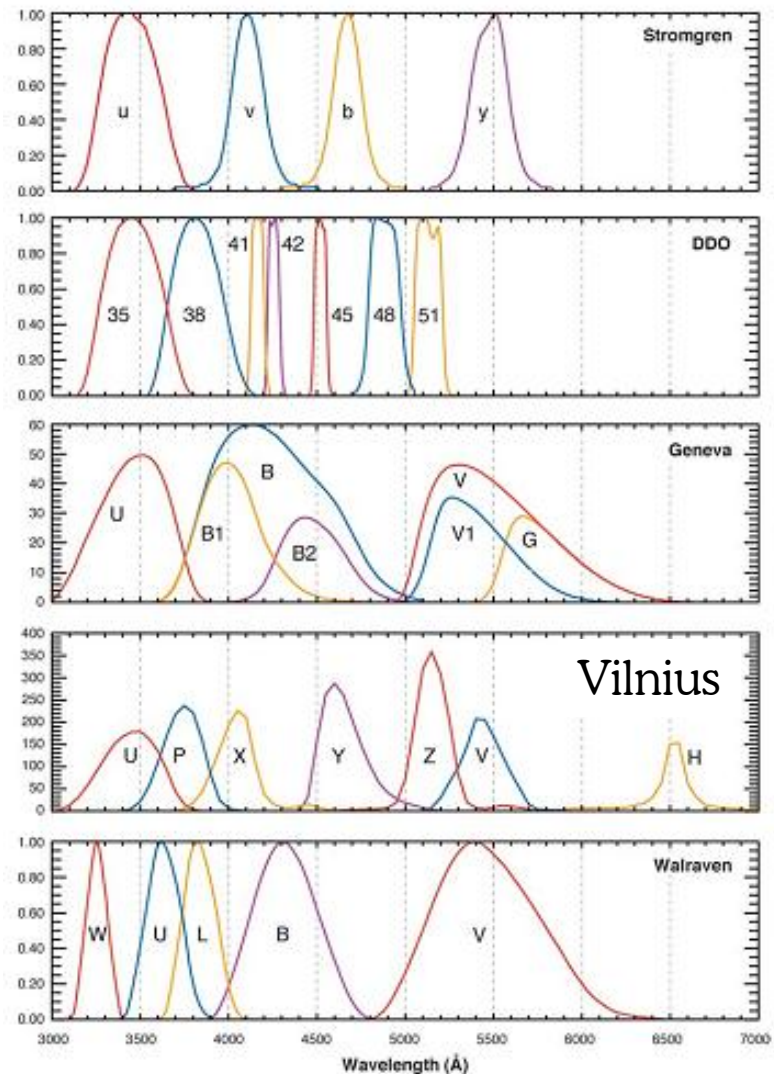 1.00
Stromgren
0.80
0.60
0.40
u
v
b
y
0.20
0.00
1.00
41
42
DDO
0.80
0.60
0.40
35
38
45
48
51
0.20
0.00
60
50
Geneva
40
B
V
30
U
B1
V1
G
20
B2
10
0
400
350
300
Vilnius
250
200
150
U
P
X
Y
Z
V
H
100
50
0
1.00
Walraven
0.80
0.60
0.40
W
U
L
B
V
0.20
0.00
3000 3500 4000 4500 5000 5500 6000 6500 7000
Wavelength (Å)